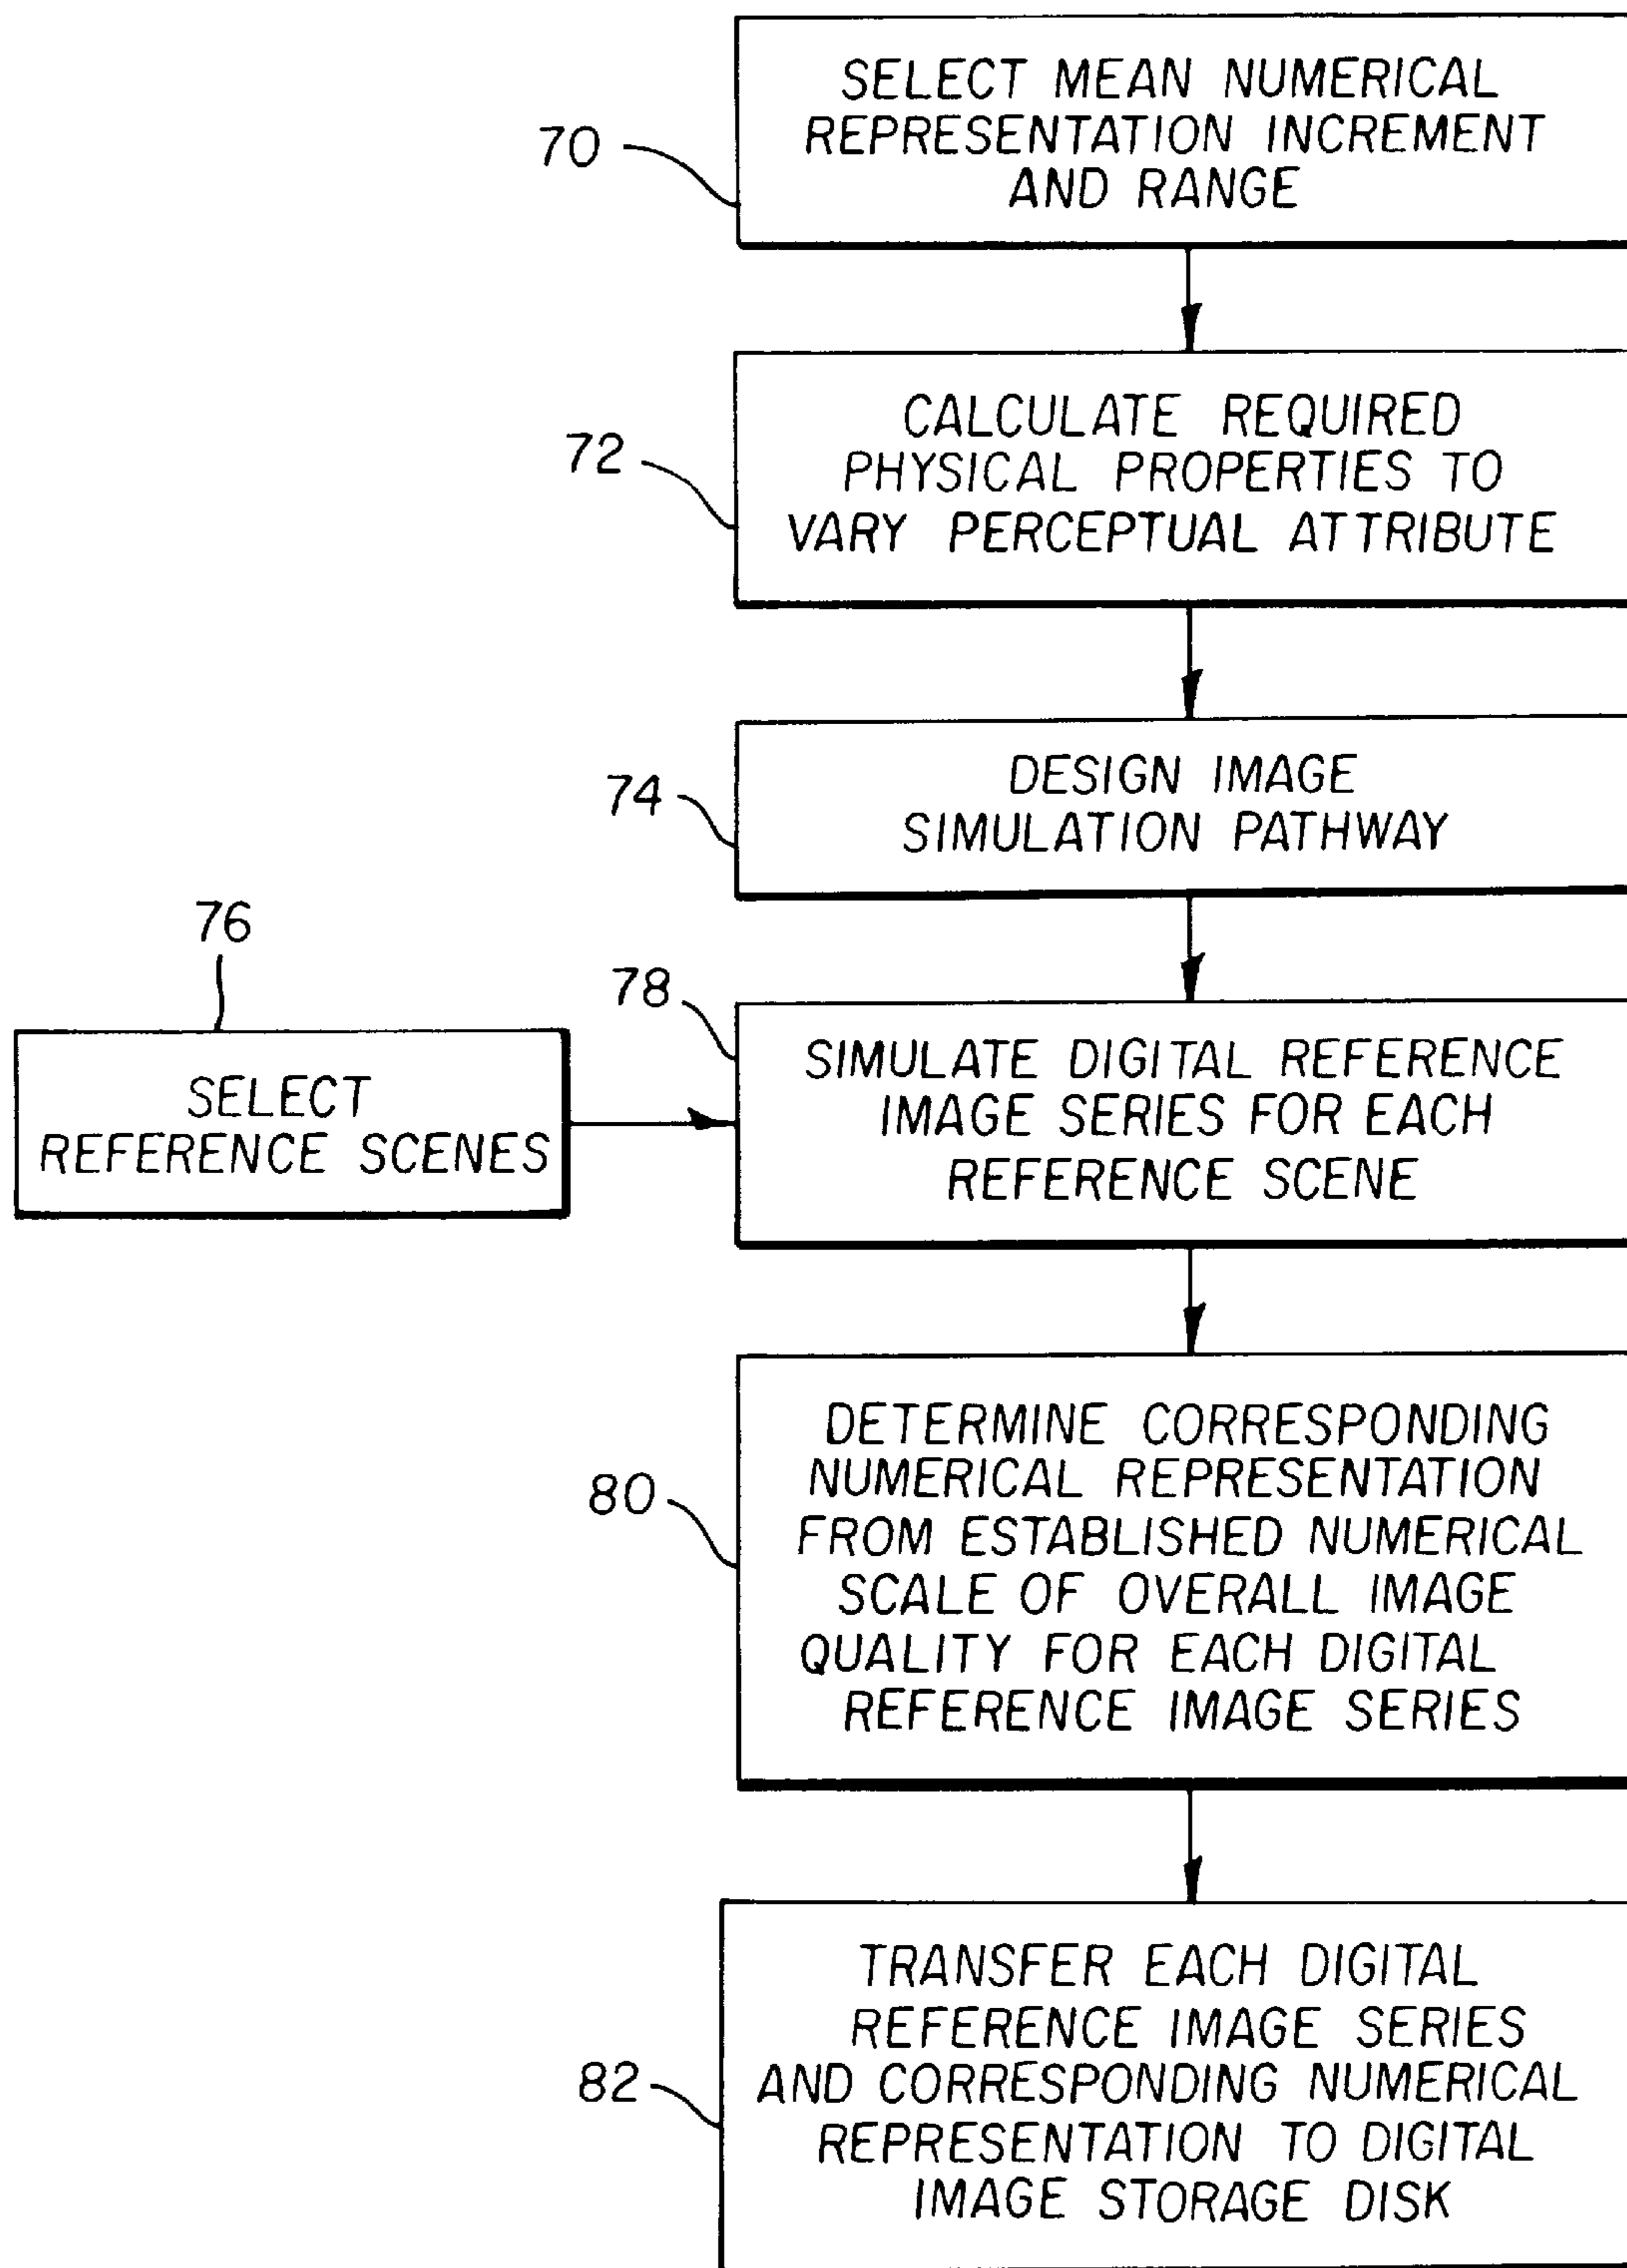 70
SELECT MEAN NUMERICAL
REPRESENTATION INCREMENT
AND RANGE
72
CALCULATE REQUIRED
PHYSICAL PROPERTIES TO
VARY PERCEPTUAL ATTRIBUTE
74
DESIGN IMAGE
SIMULATION PATHWAY
76
SELECT
REFERENCE SCENES
78
SIMULATE DIGITAL REFERENCE
IMAGE SERIES FOR EACH
REFERENCE SCENE
80
DETERMINE CORRESPONDING
NUMERICAL REPRESENTATION
FROM ESTABLISHED NUMERICAL
SCALE OF OVERALL IMAGE
QUALITY FOR EACH DIGITAL
REFERENCE IMAGE SERIES
82
TRANSFER EACH DIGITAL
REFERENCE IMAGE SERIES
AND CORRESPONDING NUMERICAL
REPRESENTATION TO DIGITAL
IMAGE STORAGE DISK